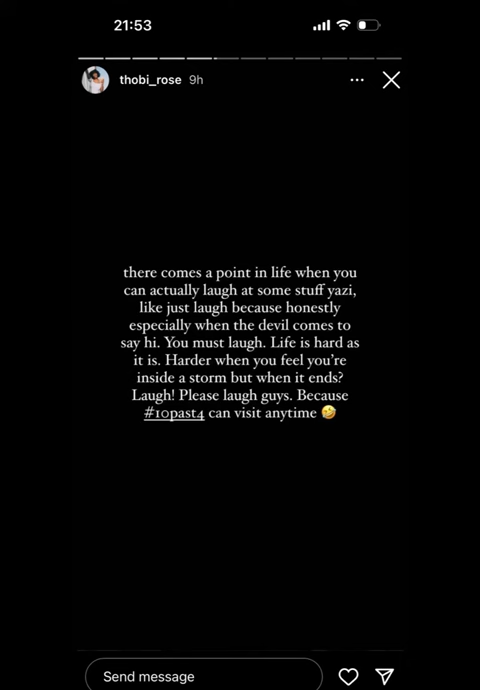 21:53
thobi_rose 9h
there comes a point in life when you
can actually laugh at some stuff yazi,
like just laugh because honestly
especially when the devil comes to
say hi. You must laugh. Life is hard as
it is. Harder when you feel you're
inside a storm but when it ends?
Laugh! Please laugh guys. Because
#10past4 can visit anytime 🤣
Send message